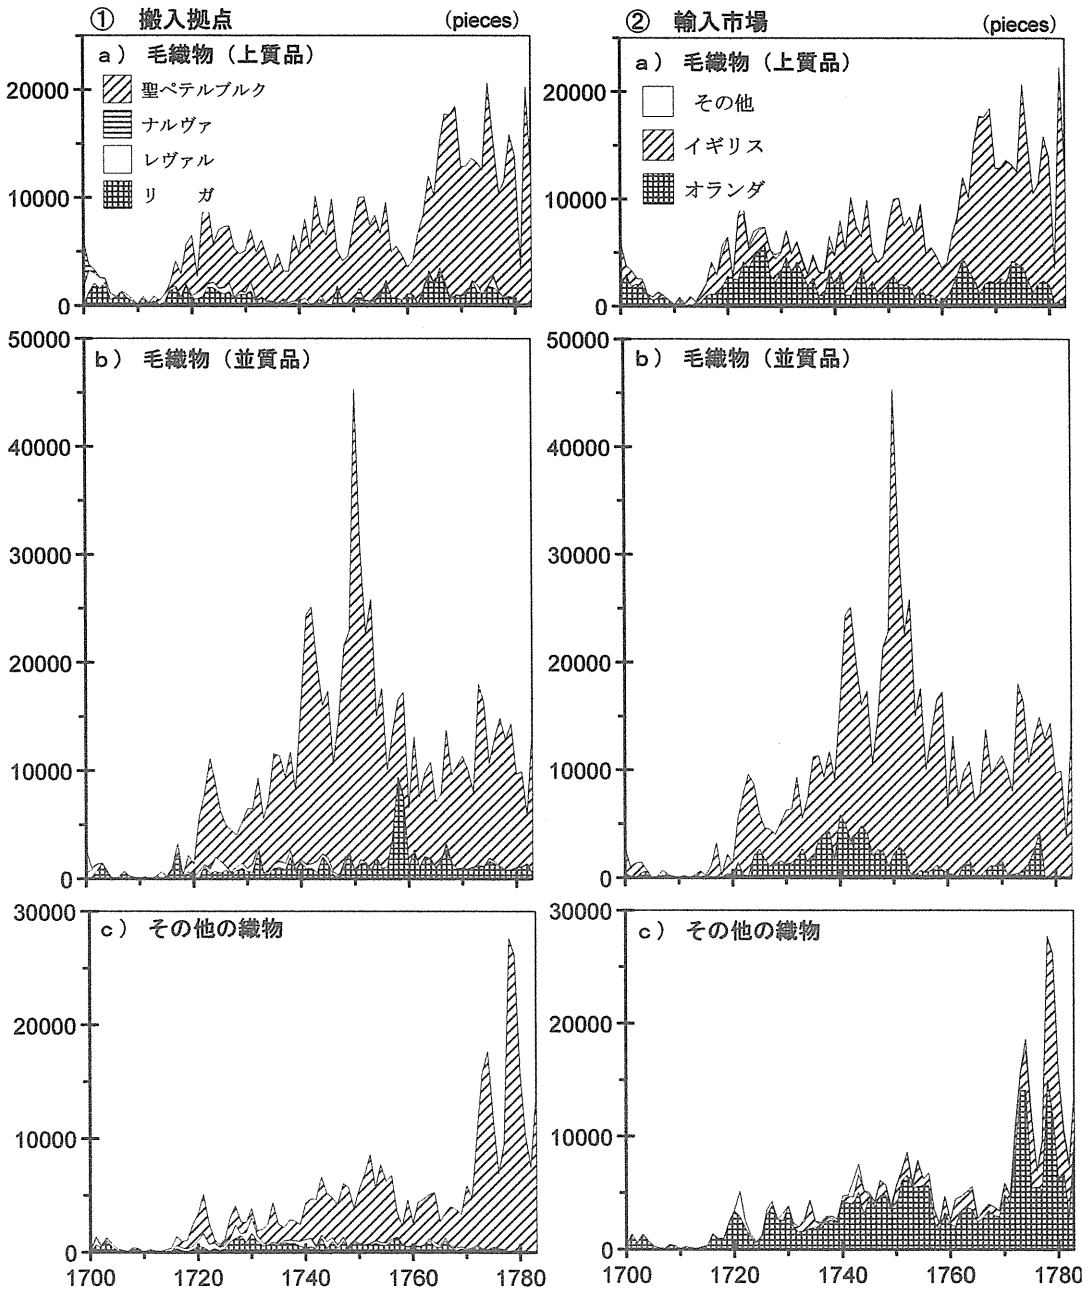 ① 搬入拠点 (pieces)
a) 毛織物（上質品）
聖ペテルブルク
ナルヴァ
レヴァル
リ ガ
20000
10000
0
b) 毛織物（並質品）
50000
40000
30000
20000
10000
0
c) その他の織物
30000
20000
10000
0
1700 1720 1740 1760 1780
② 輸入市場 (pieces)
a) 毛織物（上質品）
その他
イギリス
オランダ
20000
10000
0
b) 毛織物（並質品）
50000
40000
30000
20000
10000
0
c) その他の織物
30000
20000
10000
0
1700 1720 1740 1760 1780